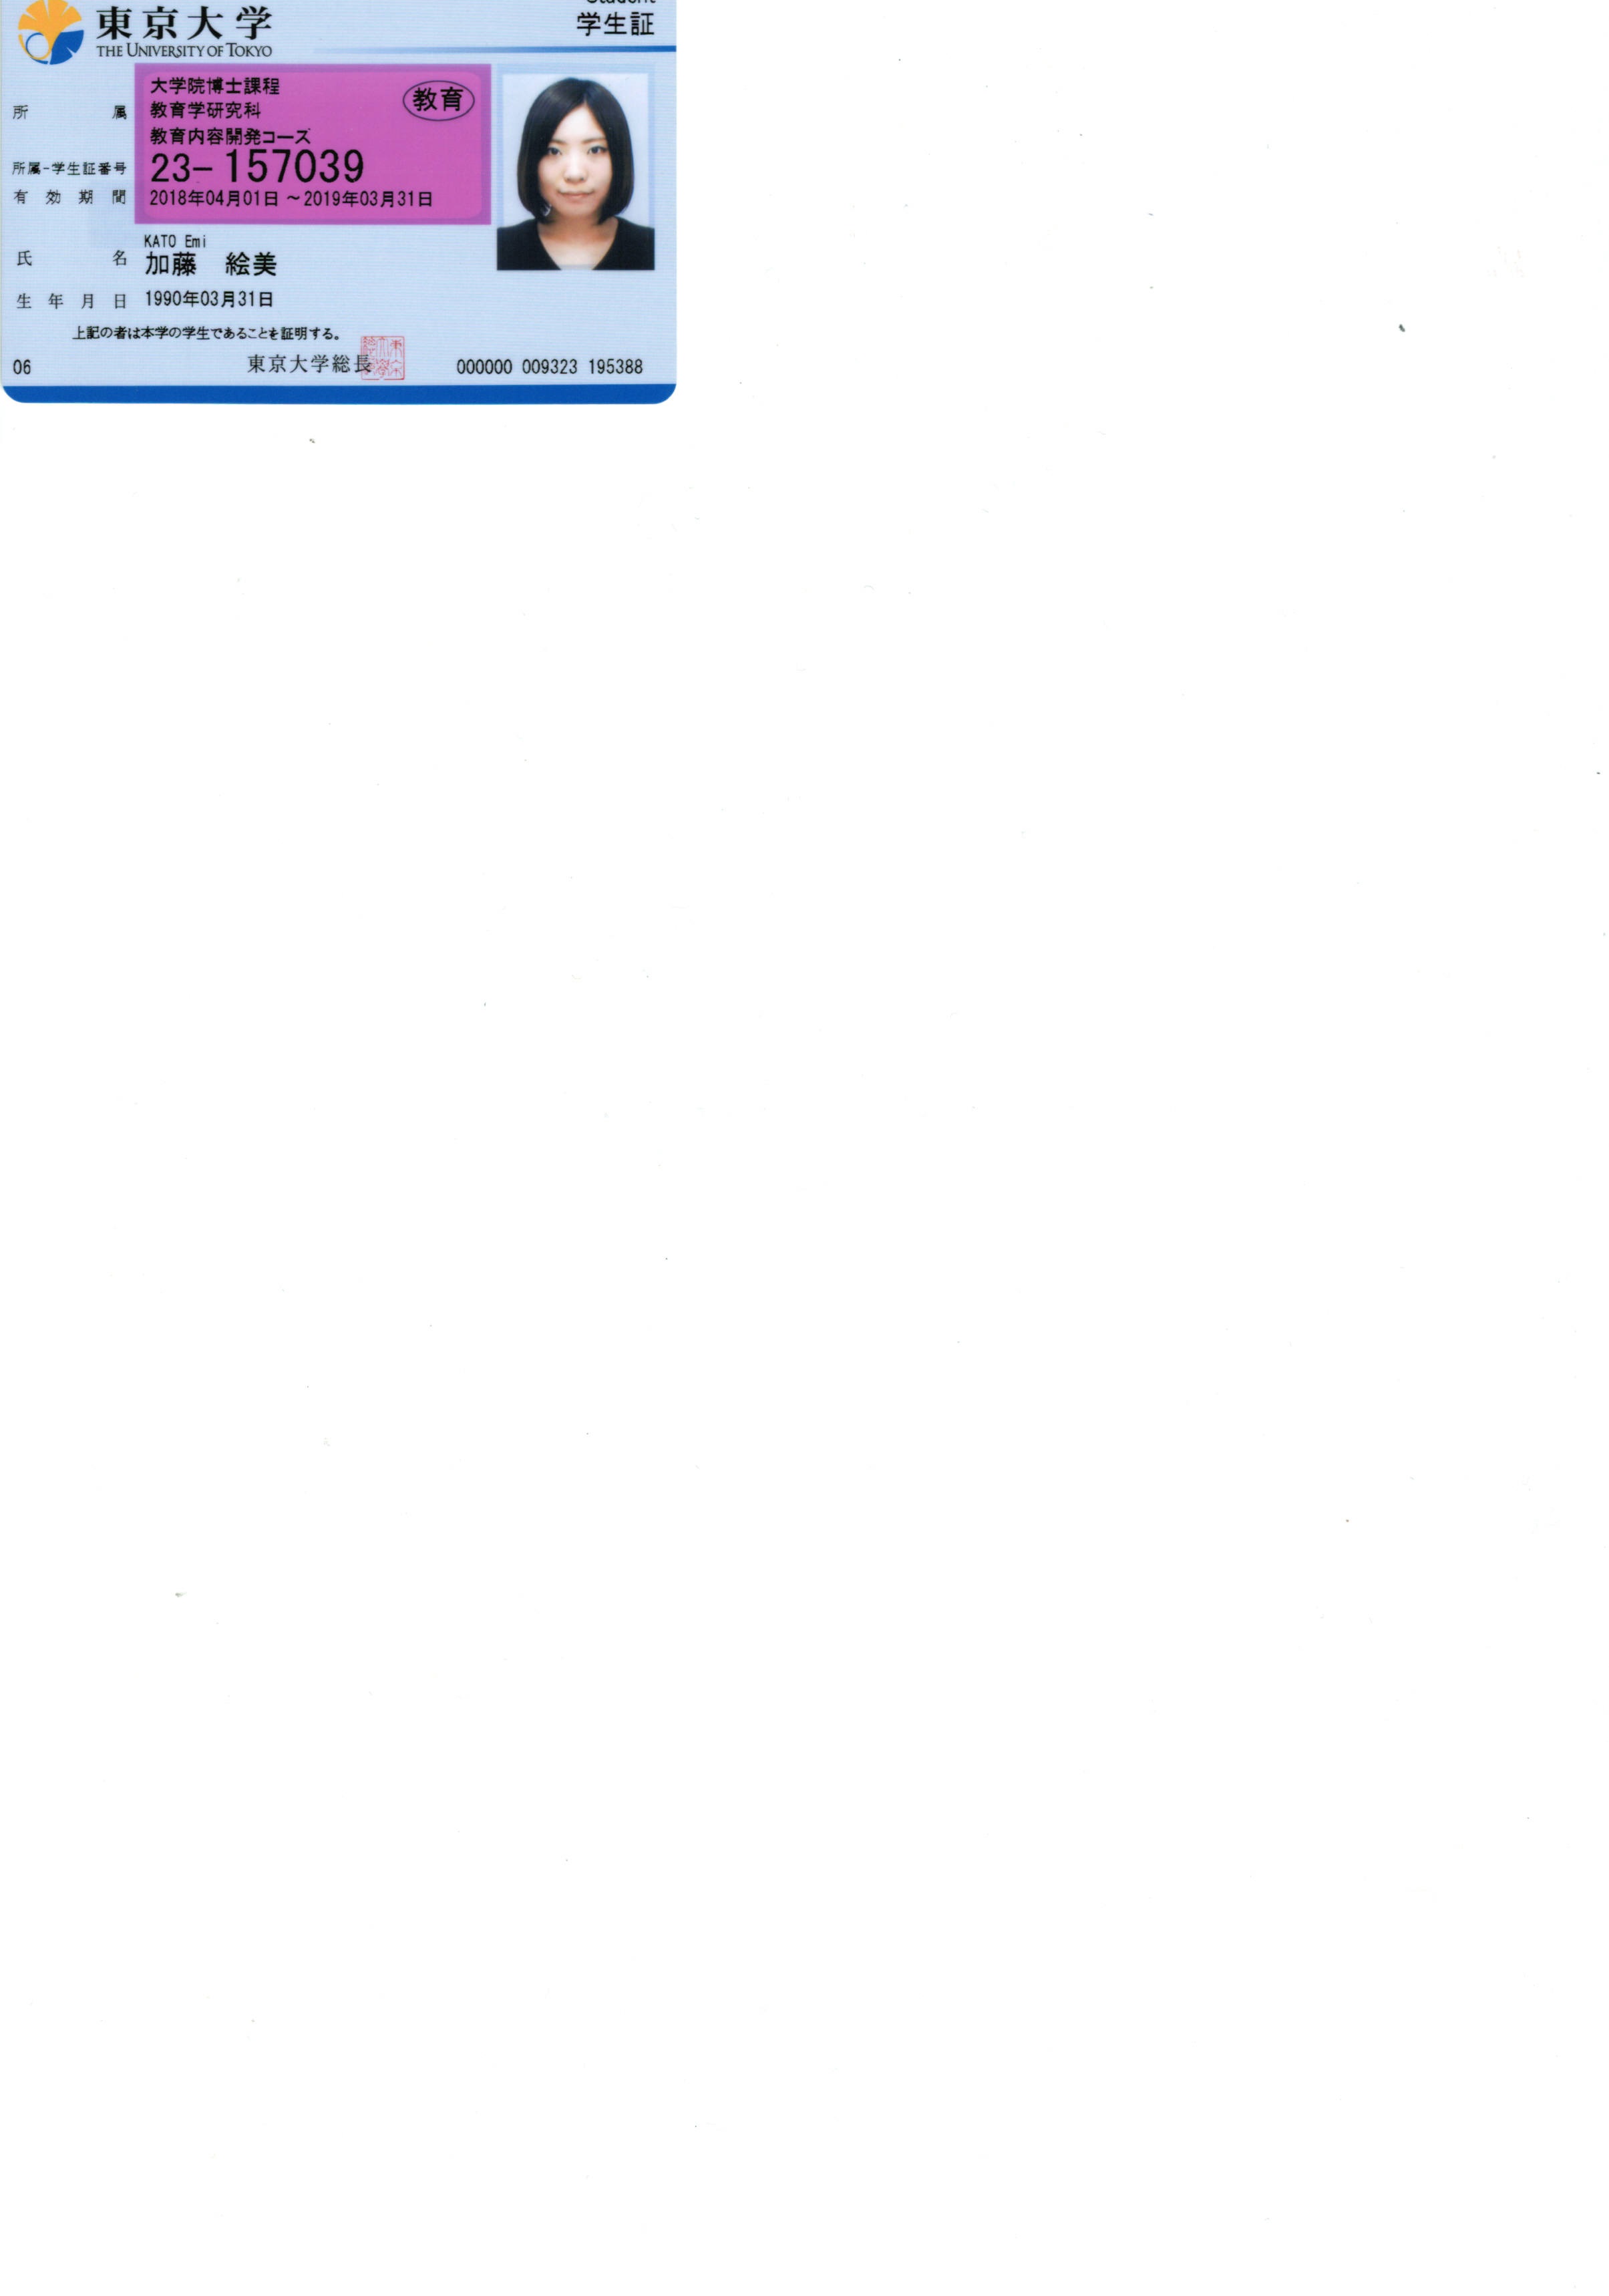 東京大学
THE UNIVERSITY OF TOKYO
Student
学生証
所属
大学院博士課程
教育学研究科
教育内容開発コース
教育
所属-学生証番号
23-157039
有効期間
2018年04月01日 ~2019年03月31日
KATO Emi
氏名
加藤 絵美
生年月日
1990年03月31日
上記の者は本学の学生であることを証明する。
06
東京大学総長
000000 009323 195388